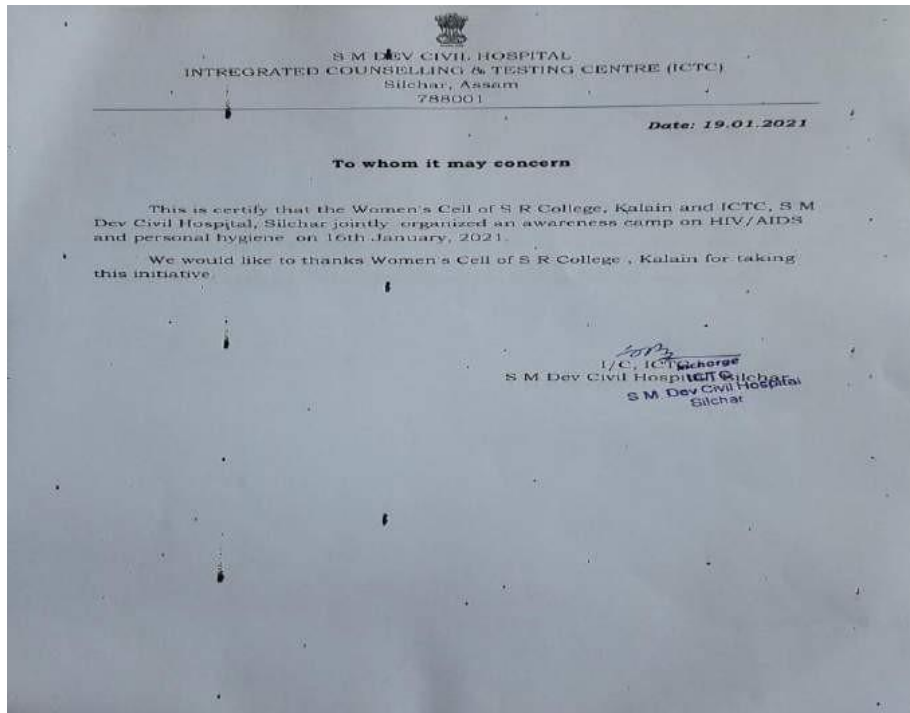 S M DEV CIVIL HOSPITAL
INTREGRATED COUNSELLING & TESTING CENTRE (ICTC)
Silchar, Assam
788001
Date: 19.01.2021
To whom it may concern
This is certify that the Women's Cell of S R College, Kalain and ICTC, S M
Dev Civil Hospital, Silchar jointly organized an awareness camp on HIV/AIDS
and personal hygiene on 16th January, 2021.
We would like to thanks Women's Cell of S R College , Kalain for taking
this initiative
I/C, ICTC
Incharge
S M Dev Civil Hospital Silchar
ICTC
S M. Dev Civil Hospital
Silchar